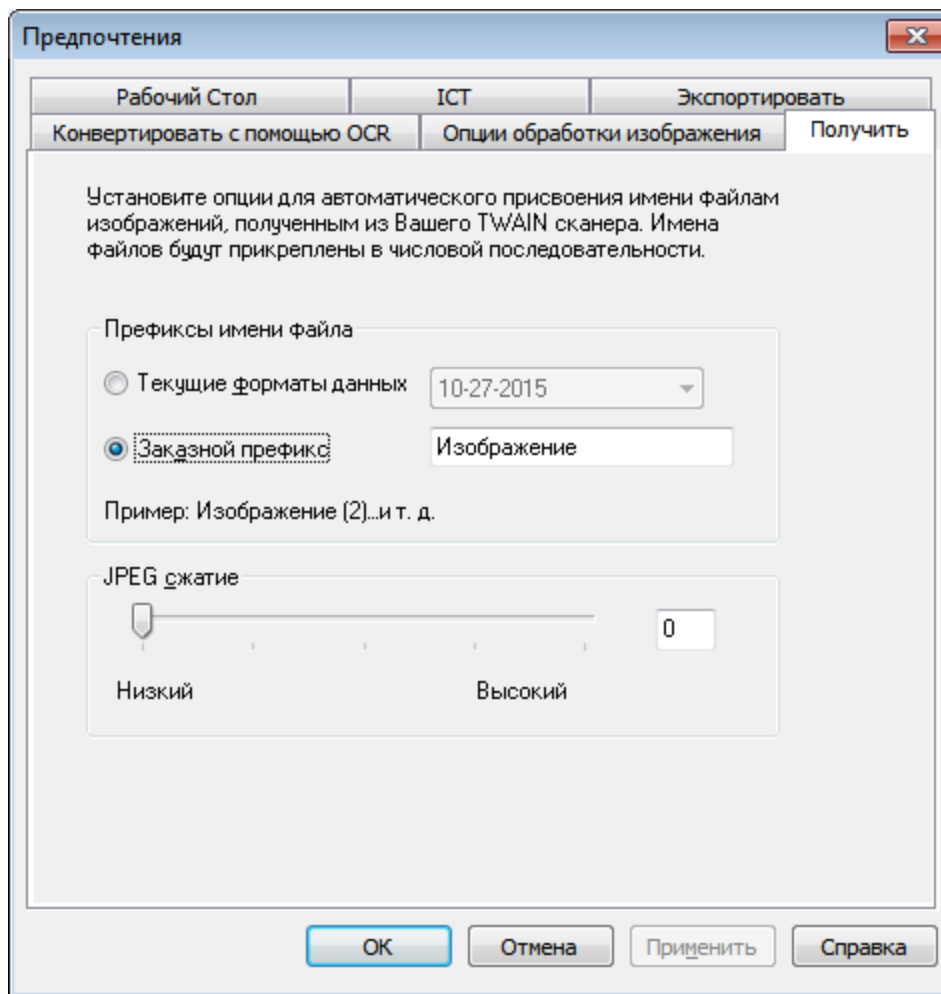 Предпочтения
Рабочий Стол ICT Экспортировать
Конвертировать с помощью OCR Опции обработки изображения Получить
Установите опции для автоматического присвоения имени файлам
изображений, полученным из Вашего TWAIN сканера. Имена
файлов будут прикреплены в числовой последовательности.
Префиксы имени файла
Текущие форматы данных 10-27-2015
Заказной префикс Изображение
Пример: Изображение (2)...и т. д.
JPEG сжатие
0
Низкий Высокий
OK Отмена Применить Справка